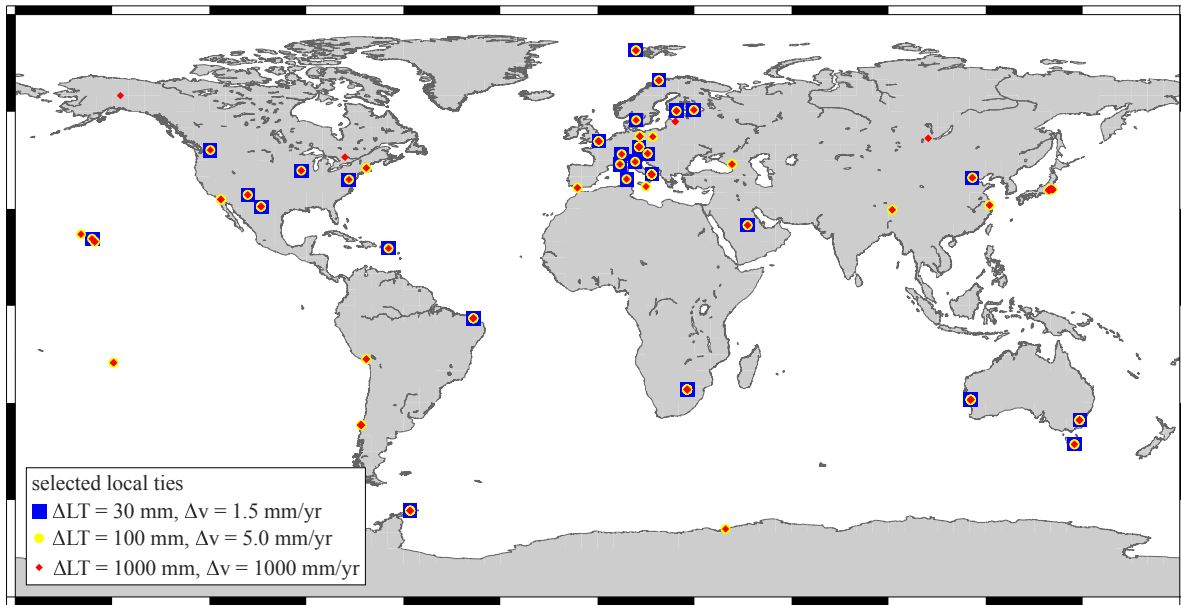 selected local ties
ΔLT = 30 mm, Δv = 1.5 mm/yr
ΔLT = 100 mm, Δv = 5.0 mm/yr
ΔLT = 1000 mm, Δv = 1000 mm/yr